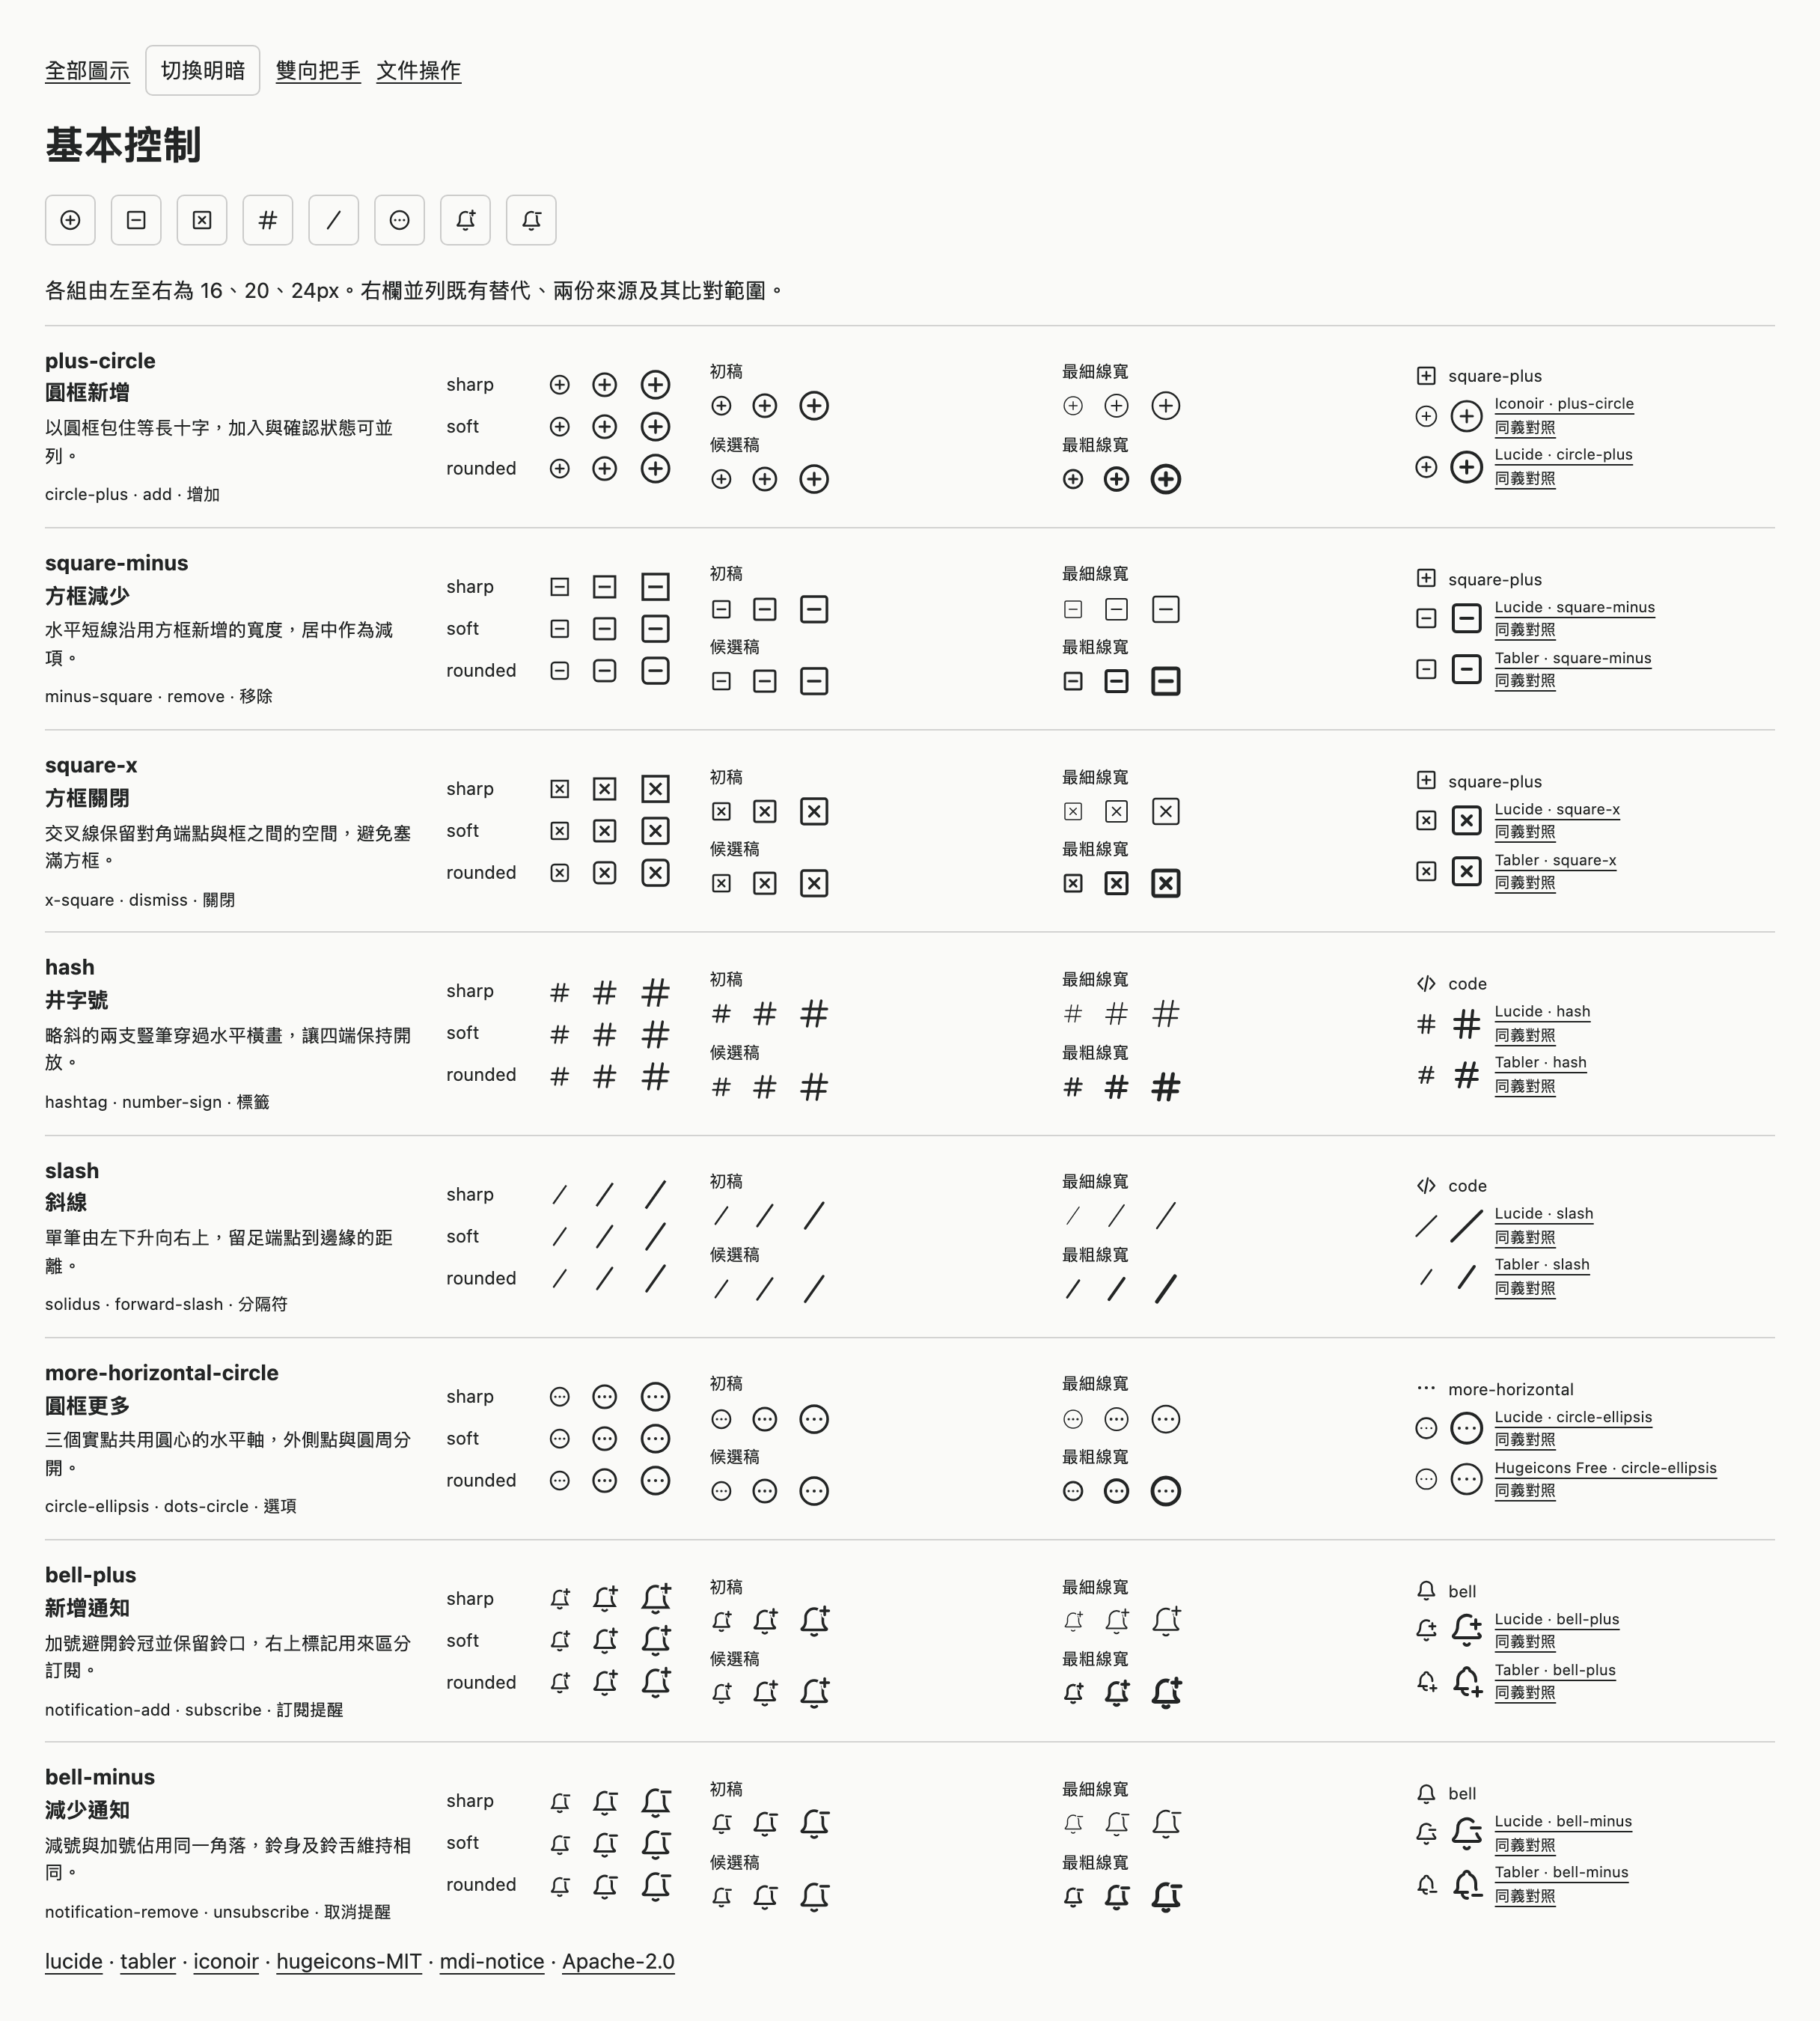 全部圖示 切換明暗 雙向把手 文件操作
基本控制
各組由左至右為 16、20、24px。右欄並列既有替代、兩份來源及其比對範圍。
plus-circle
圓框新增
以圓框包住等長十字，加入與確認狀態可並
列。
circle-plus · add · 增加
sharp
soft
rounded
初稿
候選稿
最細線寬
最粗線寬
square-plus
Iconoir · plus-circle
同義對照
Lucide · circle-plus
同義對照
square-minus
方框減少
水平短線沿用方框新增的寬度，居中作為減
項。
minus-square · remove · 移除
sharp
soft
rounded
初稿
候選稿
最細線寬
最粗線寬
square-plus
Lucide · square-minus
同義對照
Tabler · square-minus
同義對照
square-x
方框關閉
交叉線保留對角端點與框之間的空間，避免塞
滿方框。
x-square · dismiss · 關閉
sharp
soft
rounded
初稿
候選稿
最細線寬
最粗線寬
square-plus
Lucide · square-x
同義對照
Tabler · square-x
同義對照
hash
井字號
略斜的兩支豎筆穿過水平橫畫，讓四端保持開
放。
hashtag · number-sign · 標籤
sharp
soft
rounded
初稿
候選稿
最細線寬
最粗線寬
code
Lucide · hash
同義對照
Tabler · hash
同義對照
slash
斜線
單筆由左下升向右上，留足端點到邊緣的距
離。
solidus · forward-slash · 分隔符
sharp
soft
rounded
初稿
候選稿
最細線寬
最粗線寬
code
Lucide · slash
同義對照
Tabler · slash
同義對照
more-horizontal-circle
圓框更多
三個實點共用圓心的水平軸，外側點與圓周分
開。
circle-ellipsis · dots-circle · 選項
sharp
soft
rounded
初稿
候選稿
最細線寬
最粗線寬
more-horizontal
Lucide · circle-ellipsis
同義對照
Hugeicons Free · circle-ellipsis
同義對照
bell-plus
新增通知
加號避開鈴冠並保留鈴口，右上標記用來區分
訂閱。
notification-add · subscribe · 訂閱提醒
sharp
soft
rounded
初稿
候選稿
最細線寬
最粗線寬
bell
Lucide · bell-plus
同義對照
Tabler · bell-plus
同義對照
bell-minus
減少通知
減號與加號佔用同一角落，鈴身及鈴舌維持相
同。
notification-remove · unsubscribe · 取消提醒
sharp
soft
rounded
初稿
候選稿
最細線寬
最粗線寬
bell
Lucide · bell-minus
同義對照
Tabler · bell-minus
同義對照
lucide · tabler · iconoir · hugeicons-MIT · mdi-notice · Apache-2.0